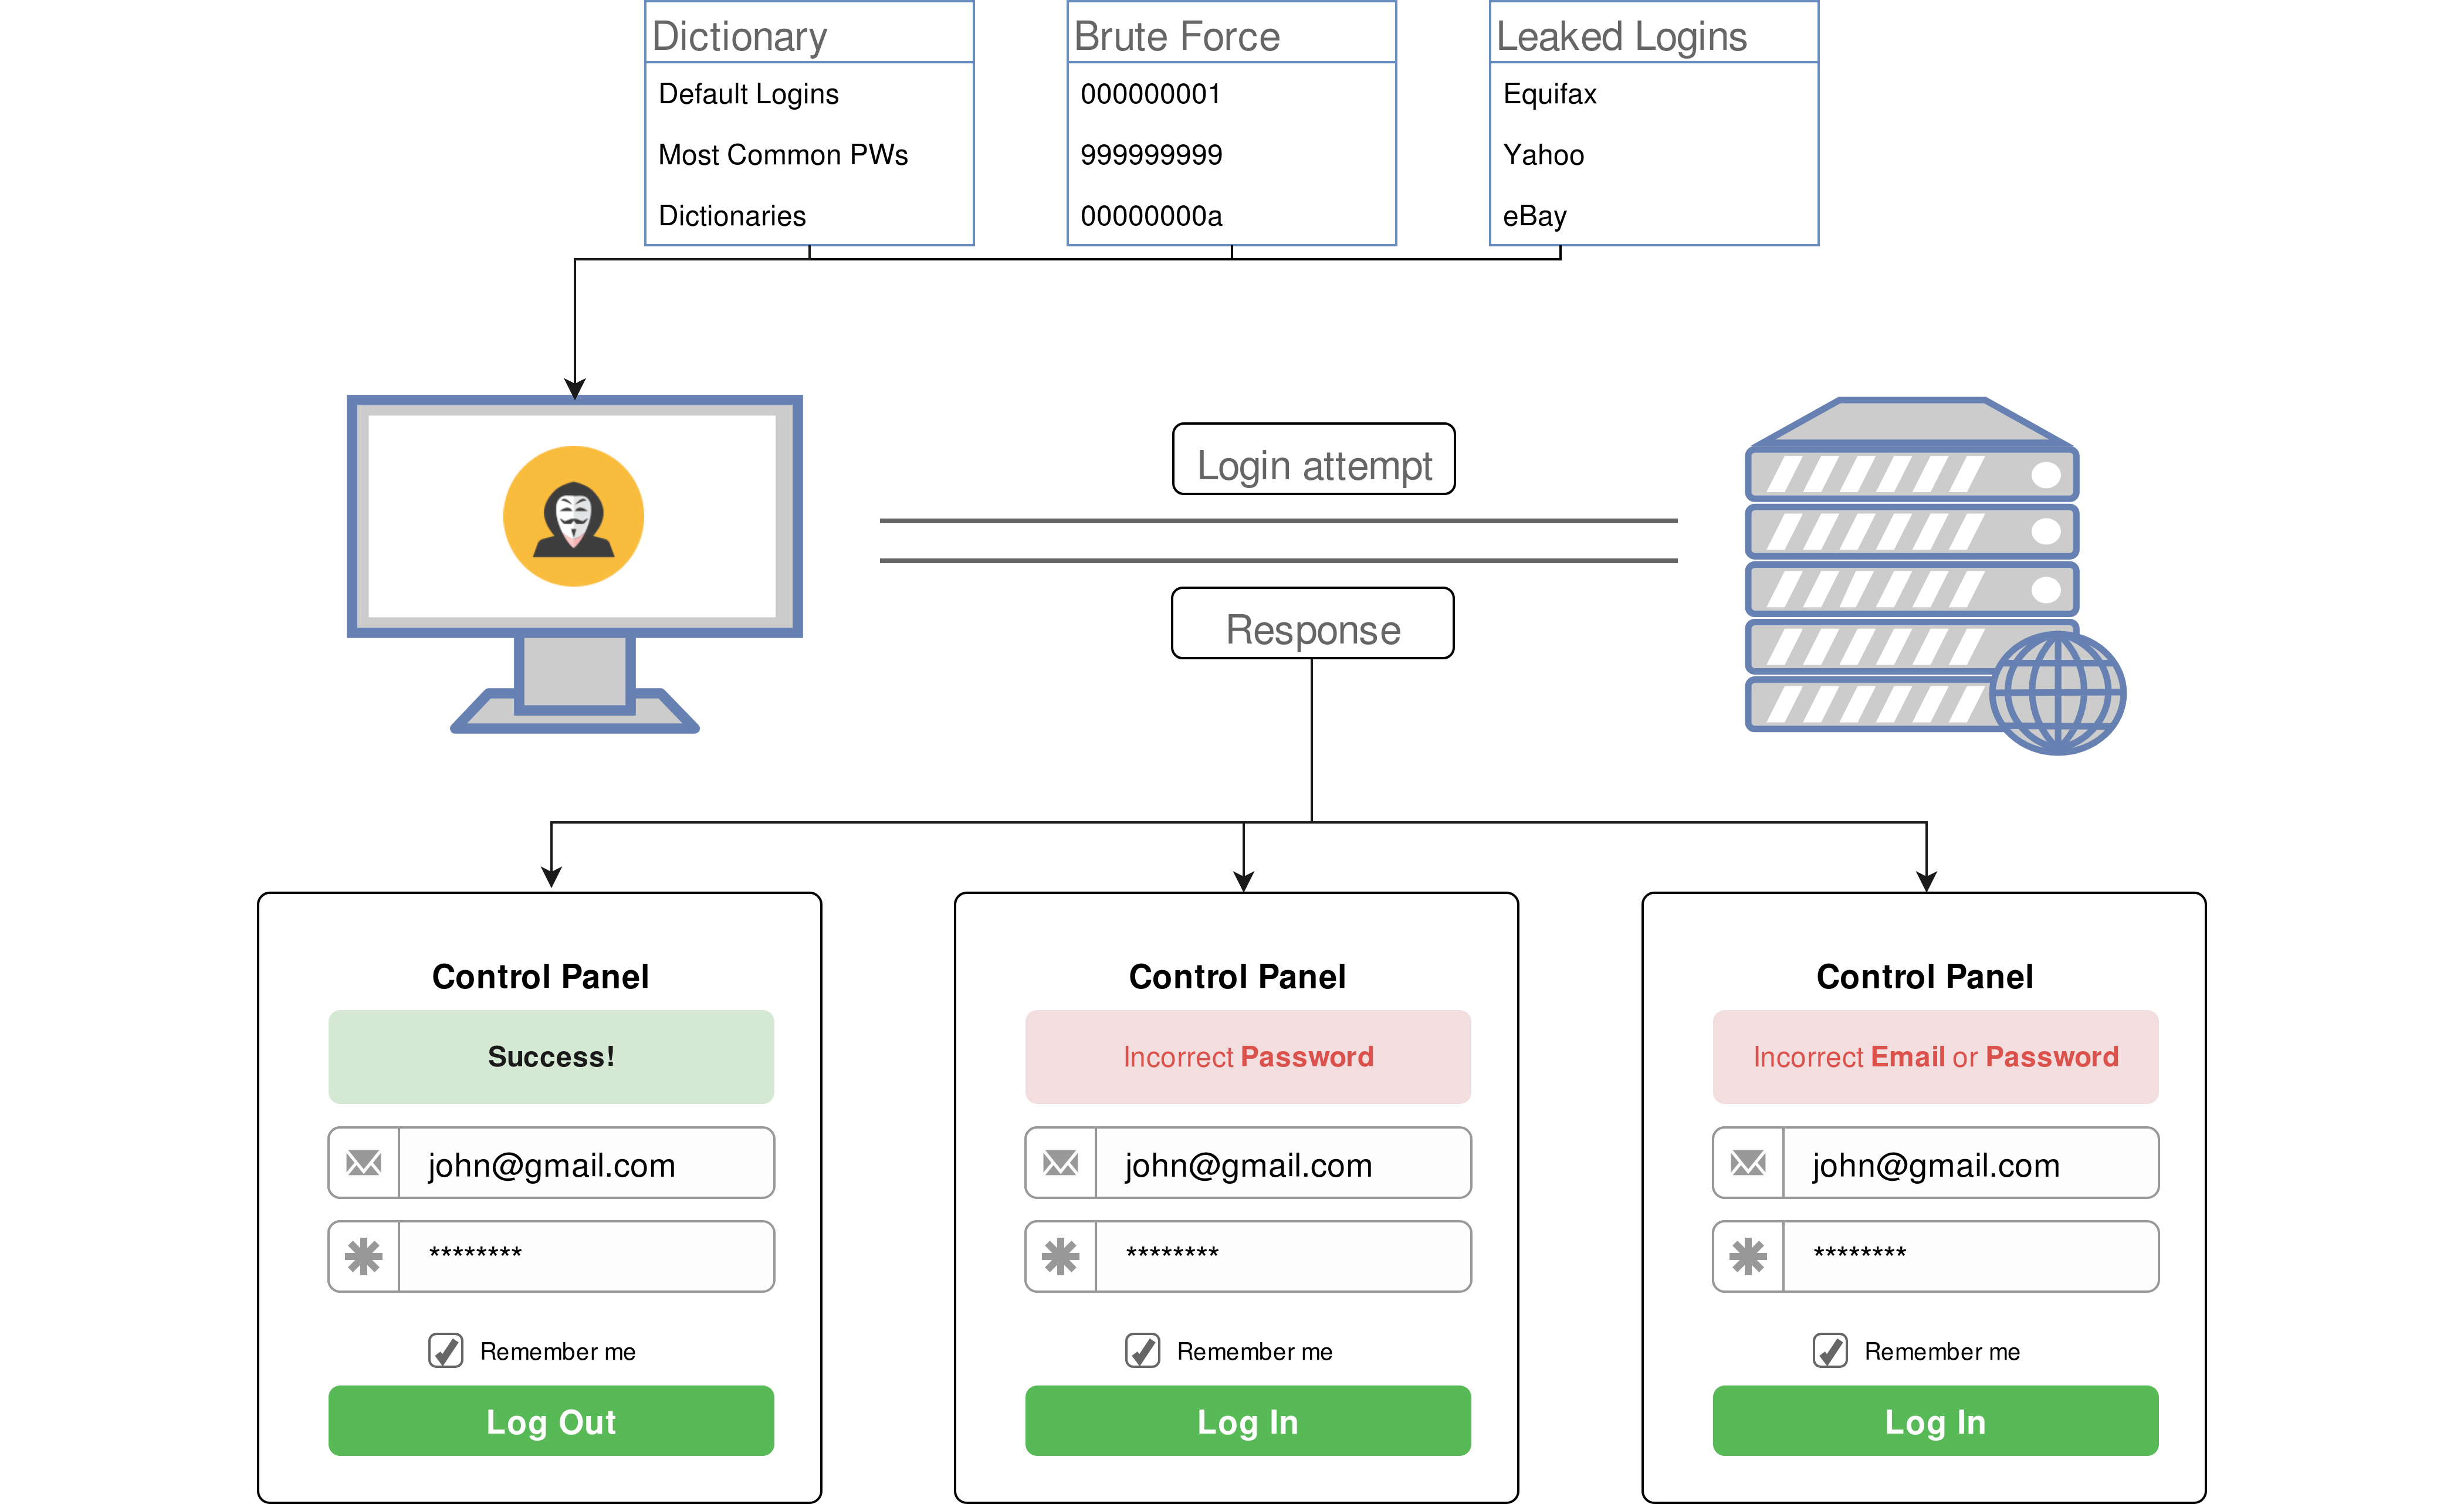 Dictionary
Default Logins
Most Common PWs
Dictionaries
Brute Force
000000001
999999999
00000000a
Leaked Logins
Equifax
Yahoo
eBay
Login attempt
Response
Control Panel
Success!
john@gmail.com
********
Remember me
Log Out
Control Panel
Incorrect Password
john@gmail.com
********
Remember me
Log In
Control Panel
Incorrect Email or Password
john@gmail.com
********
Remember me
Log In